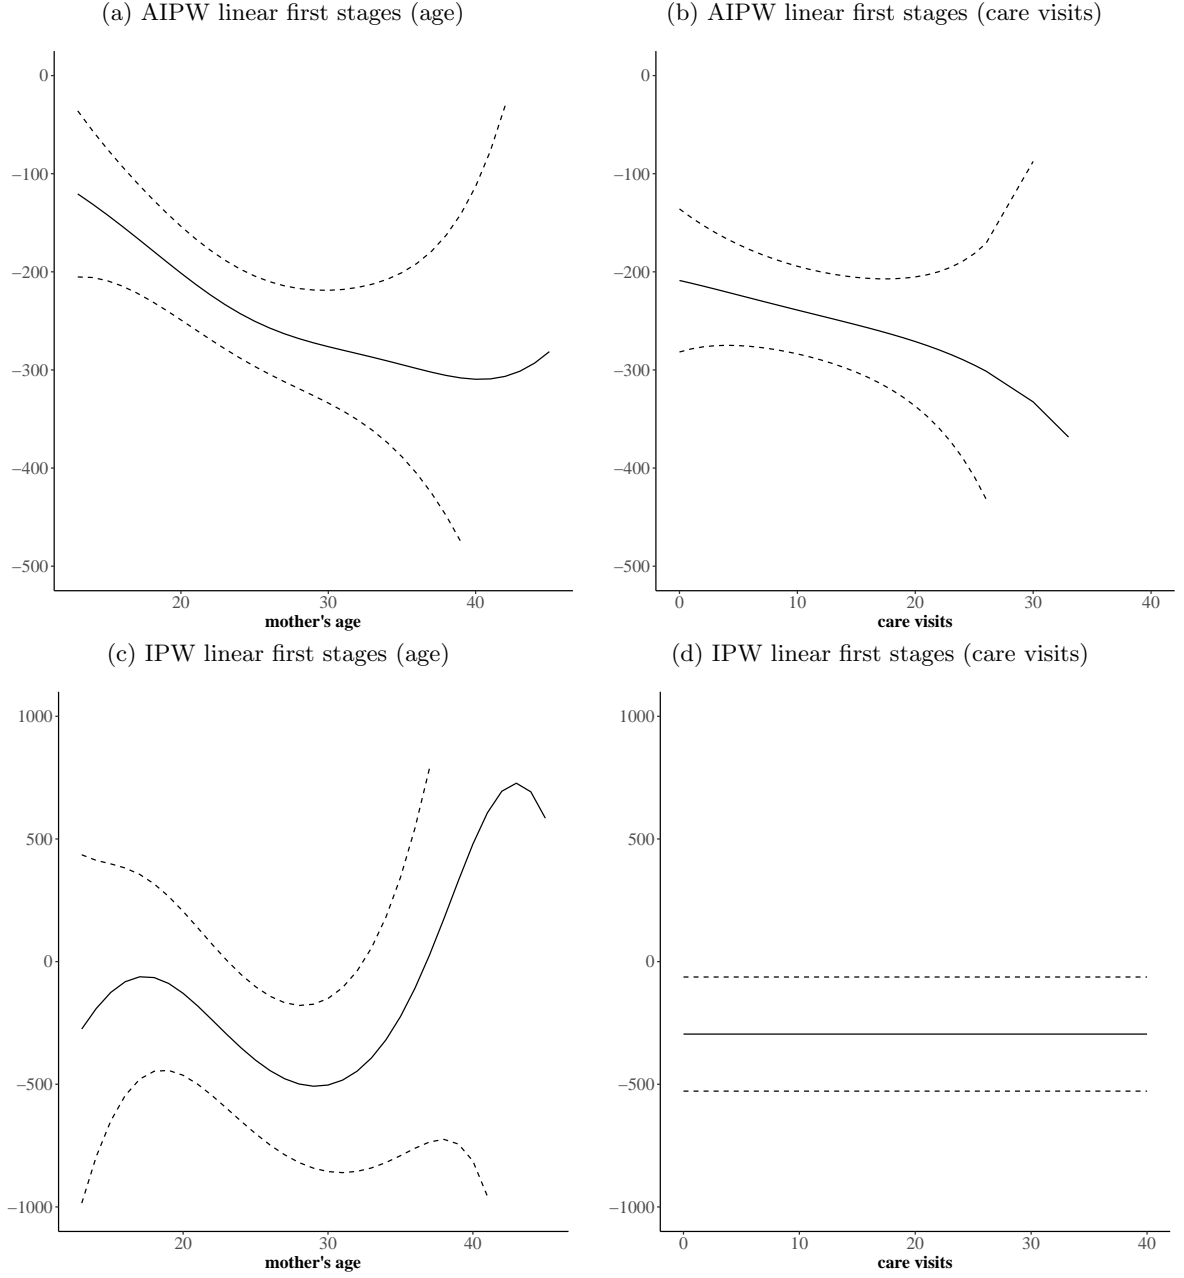 (a) AIPW linear first stages (age)
(b) AIPW linear first stages (care visits)
0
−100
−200
−300
−400
−500
20 30 40
mother's age
0
−100
−200
−300
−400
−500
0 10 20 30 40
care visits
(c) IPW linear first stages (age)
(d) IPW linear first stages (care visits)
1000
500
0
−500
−1000
20 30 40
mother's age
1000
500
0
−500
−1000
0 10 20 30 40
care visits